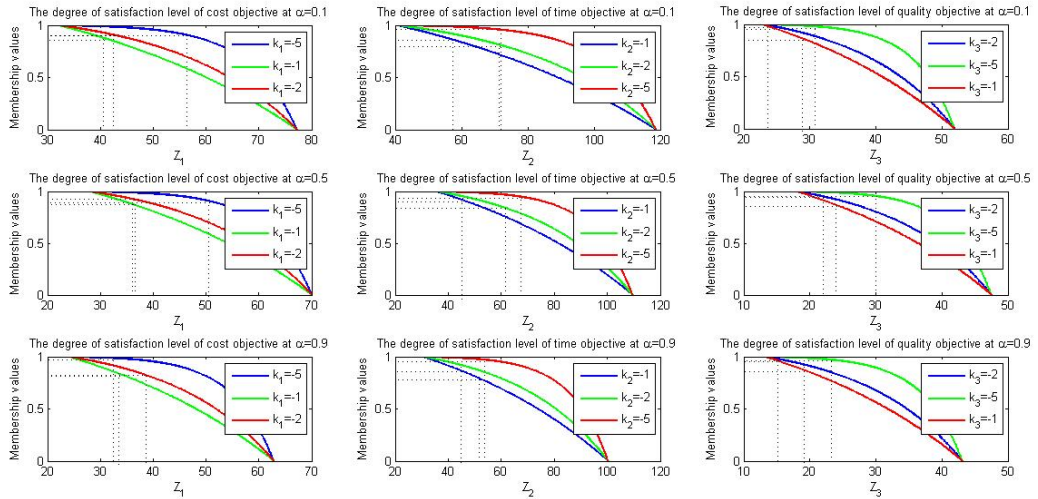 The degree of satisfaction level of cost objective at α=0.1
Membership values
1
0.5
0
20 30 40 50 60 70 80
Z1
k1=-5
k1=-1
k1=-2
The degree of satisfaction level of time objective at α=0.1
Membership values
1
0.5
0
40 60 80 100 120
Z2
k2=-1
k2=-2
k2=-5
The degree of satisfaction level of quality objective at α=0.1
Membership values
1
0.5
0
10 20 30 40 50 60
Z3
k3=-2
k3=-5
k3=-1
The degree of satisfaction level of cost objective at α=0.5
Membership values
1
0.5
0
20 30 40 50 60 70
Z1
k1=-5
k1=-1
k1=-2
The degree of satisfaction level of time objective at α=0.5
Membership values
1
0.5
0
20 40 60 80 100 120
Z2
k2=-1
k2=-2
k2=-5
The degree of satisfaction level of quality objective at α=0.5
Membership values
1
0.5
0
10 20 30 40 50
Z3
k3=-2
k3=-5
k3=-1
The degree of satisfaction level of cost objective at α=0.9
Membership values
1
0.5
0
20 30 40 50 60 70
Z1
k1=-5
k1=-1
k1=-2
The degree of satisfaction level of time objective at α=0.9
Membership values
1
0.5
0
20 40 60 80 100 120
Z2
k2=-1
k2=-2
k2=-5
The degree of satisfaction level of quality objective at α=0.9
Membership values
1
0.5
0
10 20 30 40 50
Z3
k3=-2
k3=-5
k3=-1